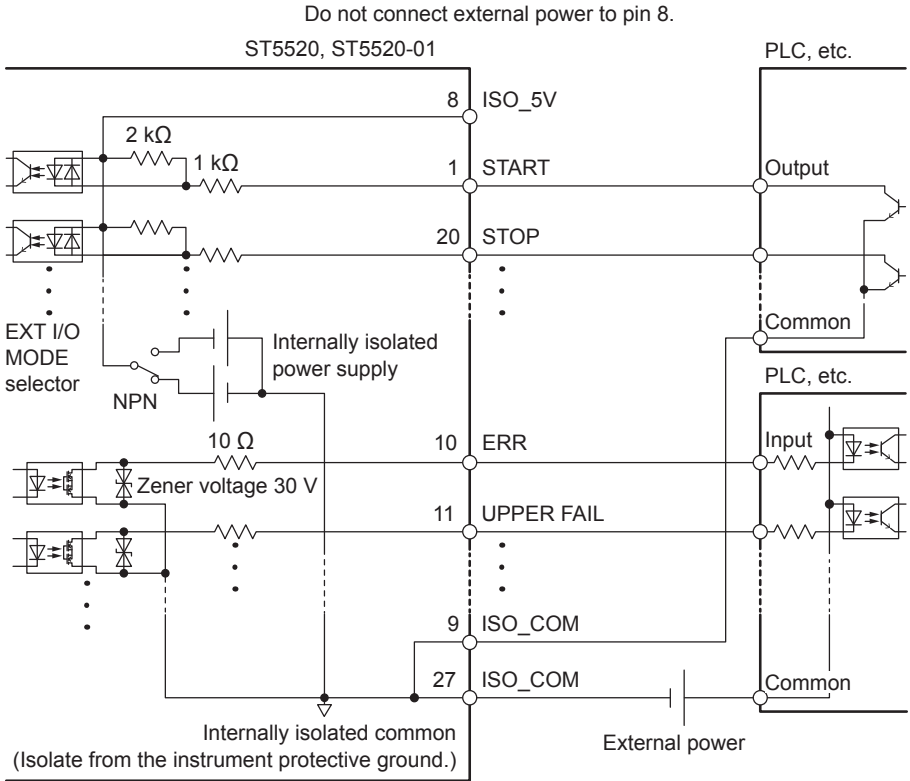 Do not connect external power to pin 8.
ST5520, ST5520-01
PLC, etc.
8 ISO_5V
2 kΩ
1 kΩ
1 START
Output
20 STOP
EXT I/O
MODE
selector
NPN
Internally isolated
power supply
Common
PLC, etc.
10 Ω
10 ERR
Input
Zener voltage 30 V
11 UPPER FAIL
9 ISO_COM
27 ISO_COM
Common
Internally isolated common
(Isolate from the instrument protective ground.)
External power